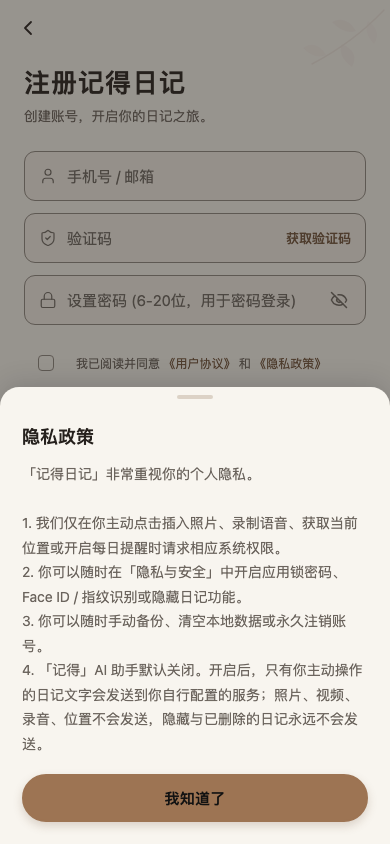 注册记得日记
创建账号，开启你的日记之旅。
手机号 / 邮箱
验证码
获取验证码
设置密码 (6-20位，用于密码登录)
我已阅读并同意 《用户协议》 和 《隐私政策》
隐私政策
「记得日记」非常重视你的个人隐私。
1. 我们仅在你主动点击插入照片、录制语音、获取当前
位置或开启每日提醒时请求相应系统权限。
2. 你可以随时在「隐私与安全」中开启应用锁密码、
Face ID / 指纹识别或隐藏日记功能。
3. 你可以随时手动备份、清空本地数据或永久注销账
号。
4. 「记得」AI 助手默认关闭。开启后，只有你主动操作
的日记文字会发送到你自行配置的服务；照片、视频、
录音、位置不会发送，隐藏与已删除的日记永远不会发
送。
我知道了